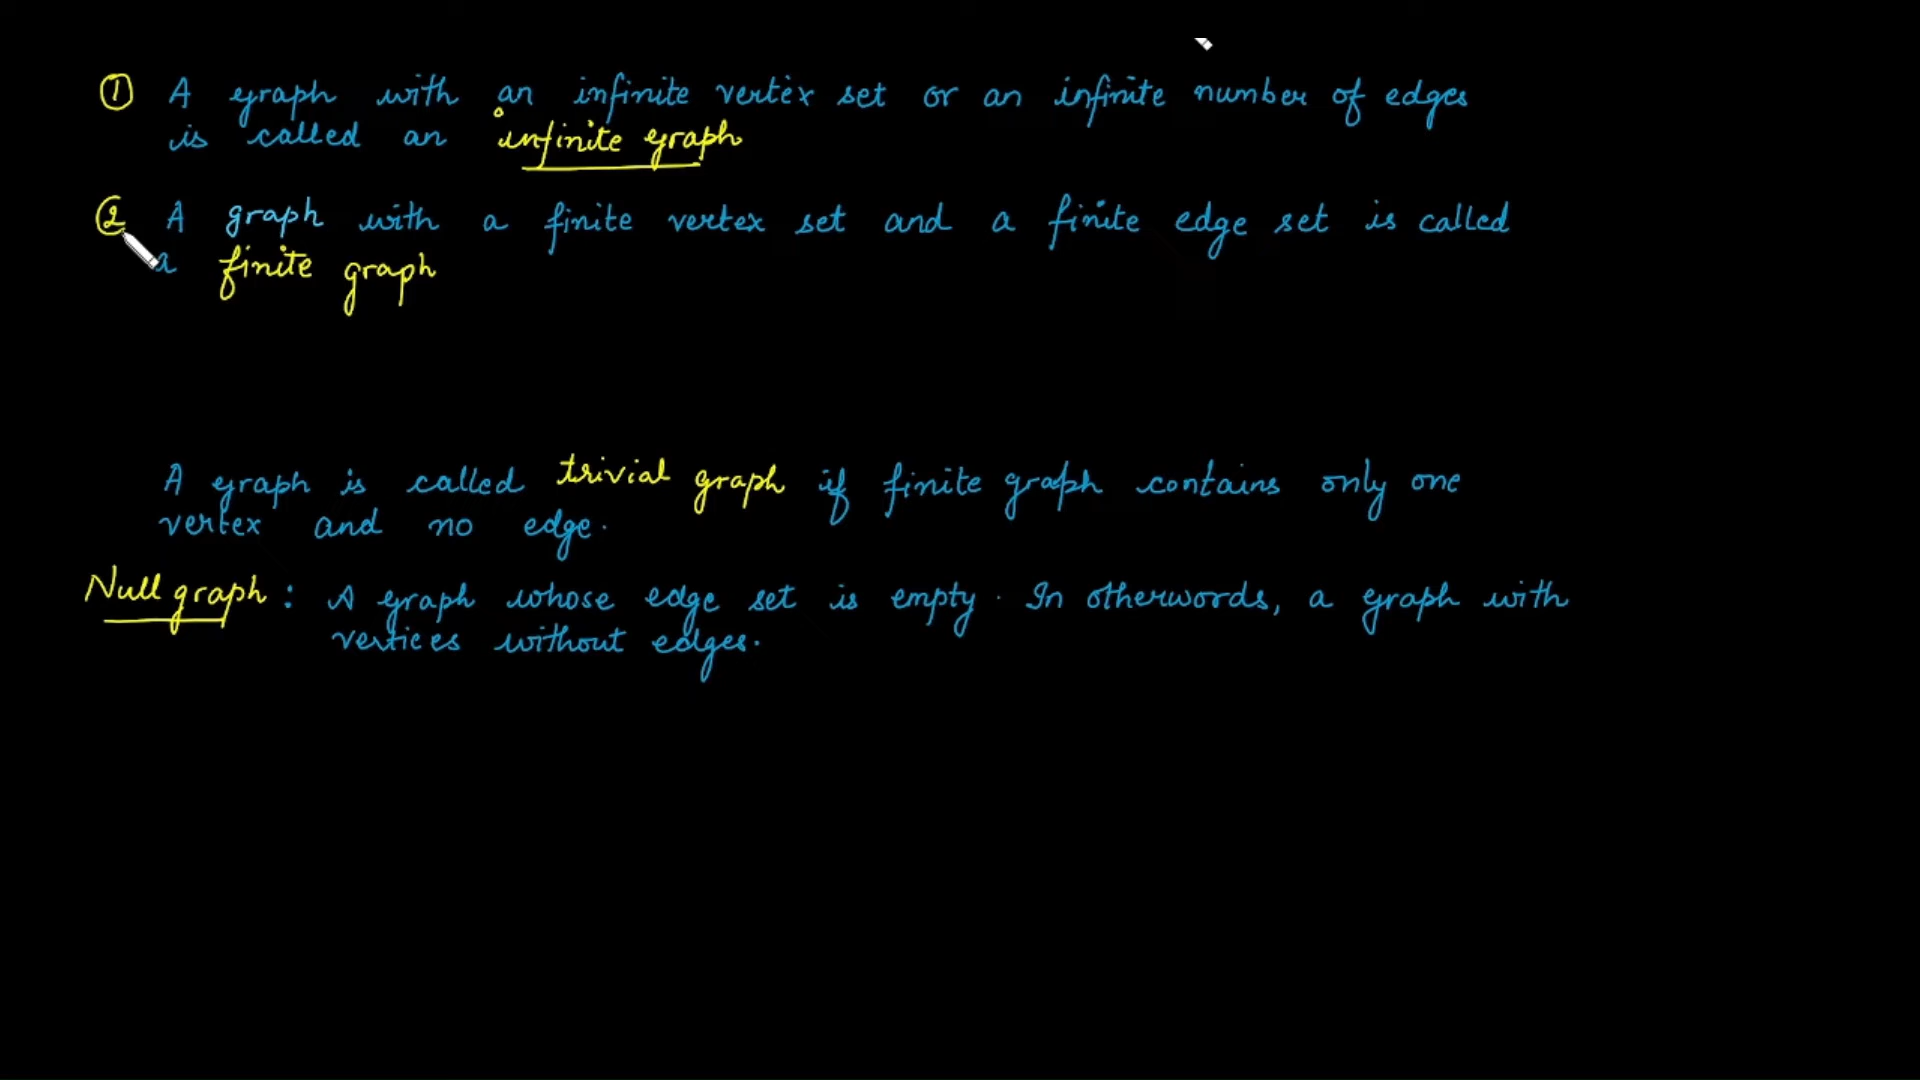 ① A graph with an infinite vertex set or an infinite number of edges
is called an infinite graph
② A graph with a finite vertex set and a finite edge set is called
a finite graph
A graph is called trivial graph if finite graph contains only one
vertex and no edge.
Null graph : A graph whose edge set is empty. In otherwords, a graph with
vertices without edges.